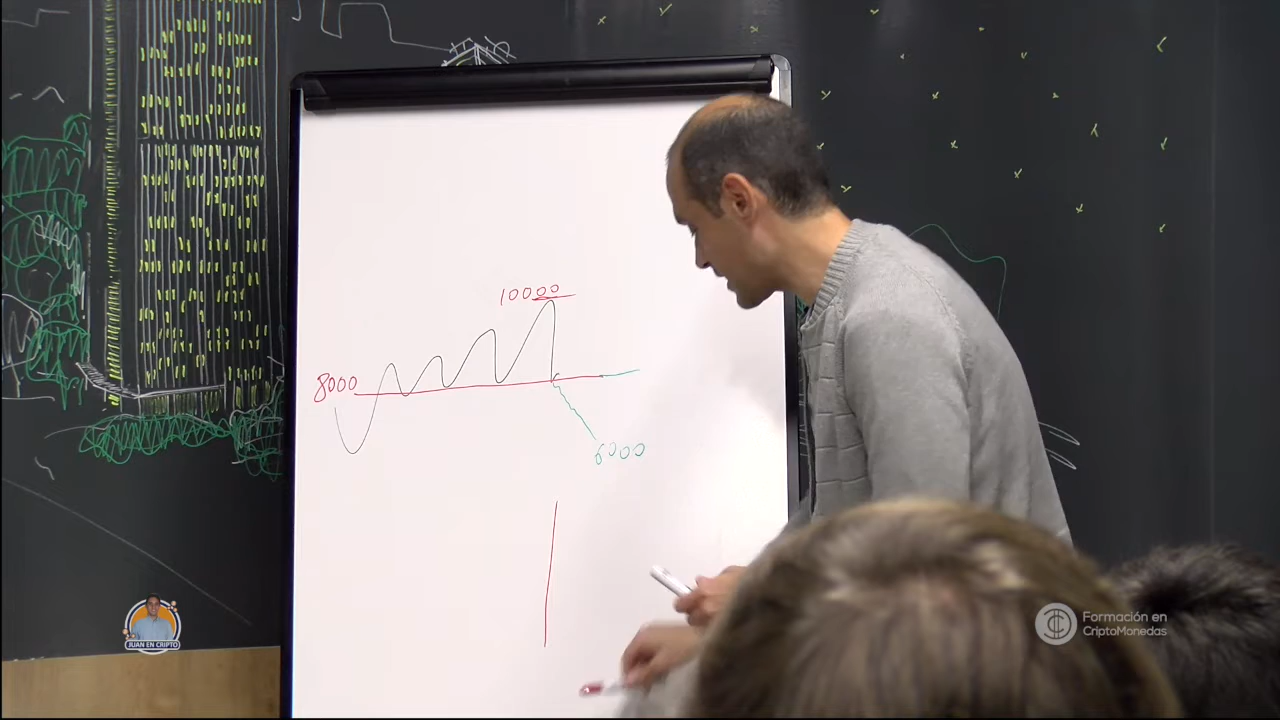 10000
8000
6000
JUAN EN CRIPTO
Formación en
CriptoMonedas